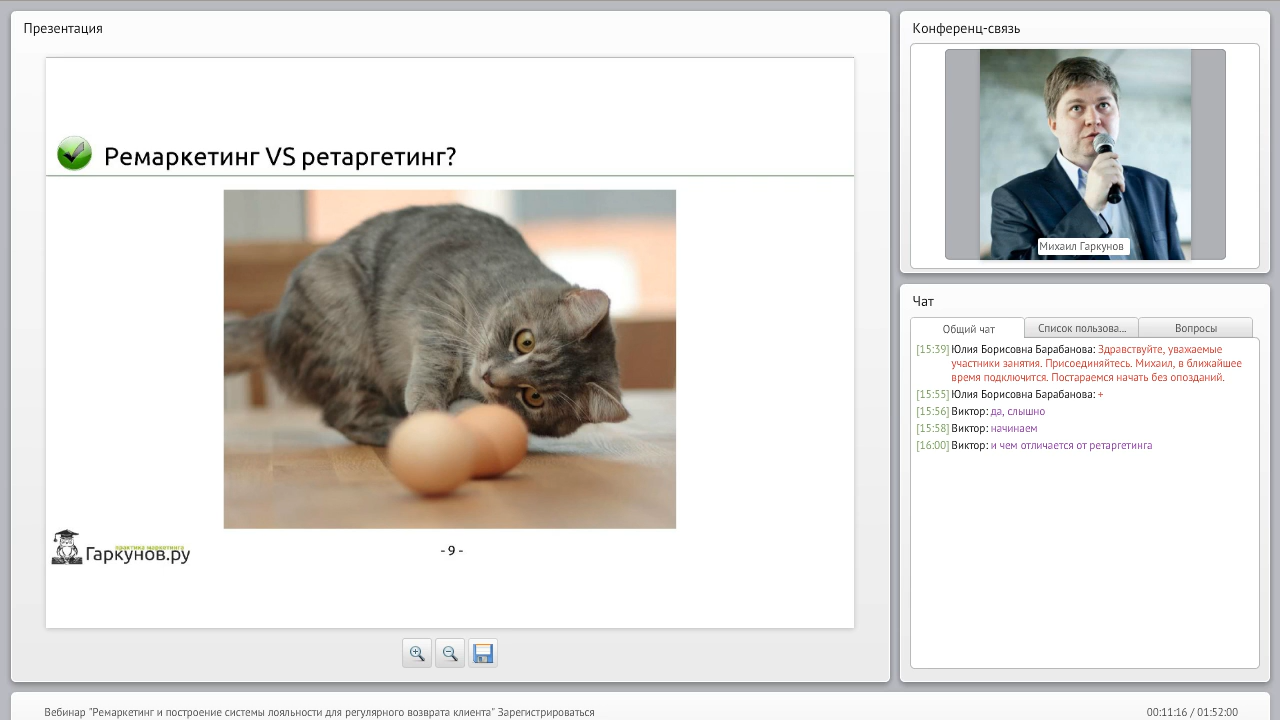 Презентация
Ремаркетинг VS ретаргетинг?
практика маркетинга
Гаркунов.ру
- 9 -
Конференц-связь
Михаил Гаркунов
Чат
Общий чат
Список пользова...
Вопросы
[15:39] Юлия Борисовна Барабанова: Здравствуйте, уважаемые
участники занятия. Присоединяйтесь. Михаил, в ближайшее
время подключится. Постараемся начать без опозданий.
[15:55] Юлия Борисовна Барабанова: +
[15:56] Виктор: да, слышно
[15:58] Виктор: начинаем
[16:00] Виктор: и чем отличается от ретаргетинга
Вебинар "Ремаркетинг и построение системы лояльности для регулярного возврата клиента" Зарегистрироваться
00:11:16 / 01:52:00